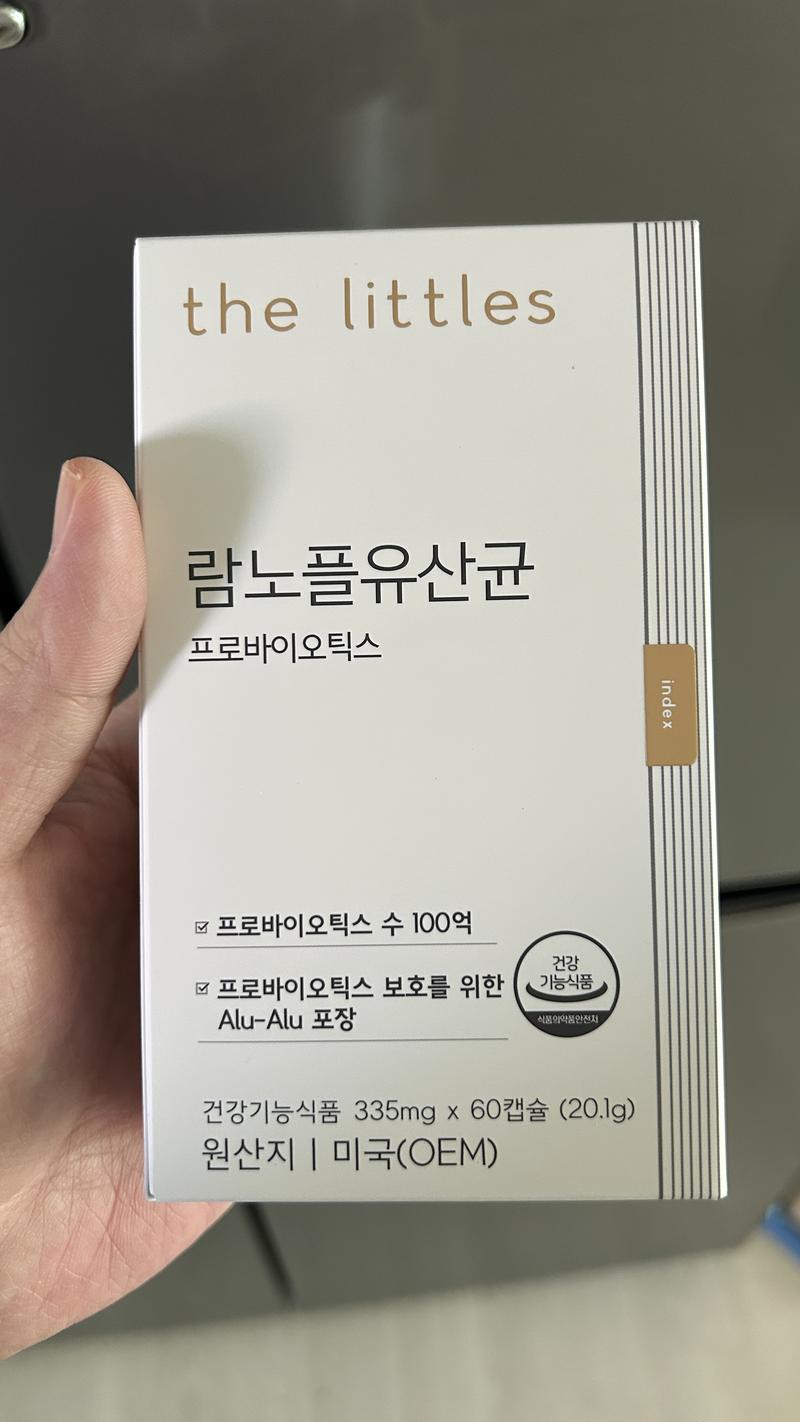 the littles
람노플유산균
프로바이오틱스
index
프로바이오틱스 수 100억
프로바이오틱스 보호를 위한
Alu-Alu 포장
건강
기능식품
식품의약품안전처
건강기능식품 335mg x 60캡슐 (20.1g)
원산지 | 미국(OEM)